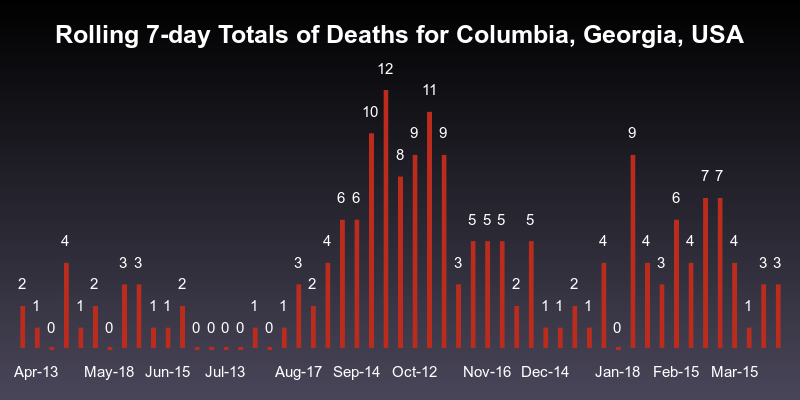 Rolling 7-day Totals of Deaths for Columbia, Georgia, USA
2 1 0 4 1 2 0 3 3 1 1 2 0 0 0 0 1 0 1 3 2 4 6 6 10 12 8 9 11 9 3 5 5 5 2 5 1 1 2 1 4 0 9 4 3 6 4 7 7 4 1 3 3
Apr-13 May-18 Jun-15 Jul-13 Aug-17 Sep-14 Oct-12 Nov-16 Dec-14 Jan-18 Feb-15 Mar-15